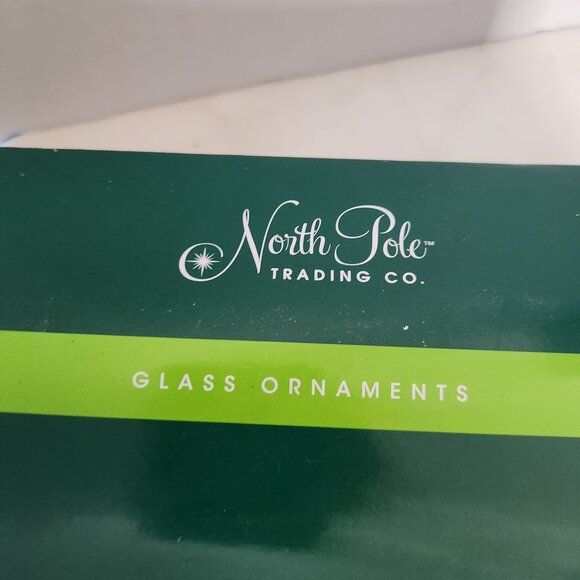 North Pole™
TRADING CO.
GLASS ORNAMENTS